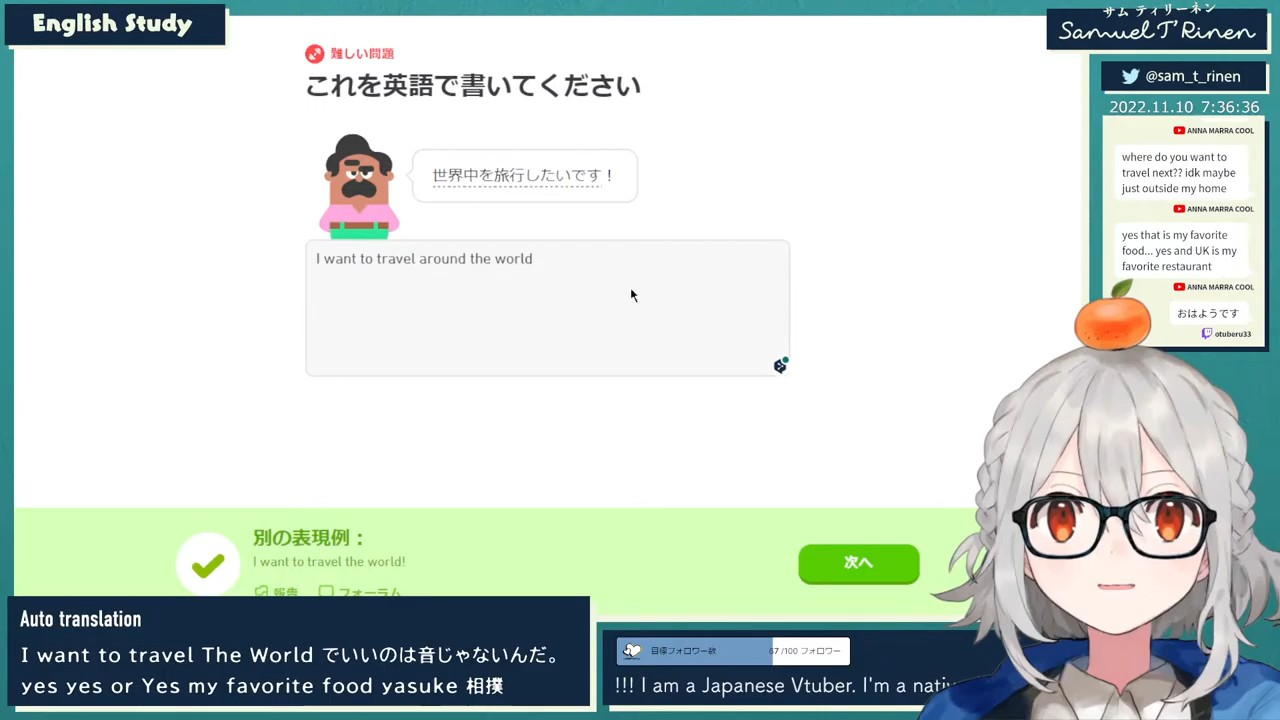 English Study
難しい問題
これを英語で書いてください
世界中を旅行したいです！
I want to travel around the world
別の表現例：
I want to travel the world!
報告
フォーラム
次へ
Auto translation
I want to travel The World でいいのは音じゃないんだ。
yes yes or Yes my favorite food yasuke 相撲
サム ティリーネン
Samuel T'Rinen
@sam_t_rinen
2022.11.10 7:36:36
ANNA MARRA COOL
where do you want to
travel next?? idk maybe
just outside my home
ANNA MARRA COOL
yes that is my favorite
food... yes and UK is my
favorite restaurant
ANNA MARRA COOL
おはようです
otuberu33
目標フォロワー数
67 /100 フォロワー
!!! I am a Japanese Vtuber. I'm a nativ